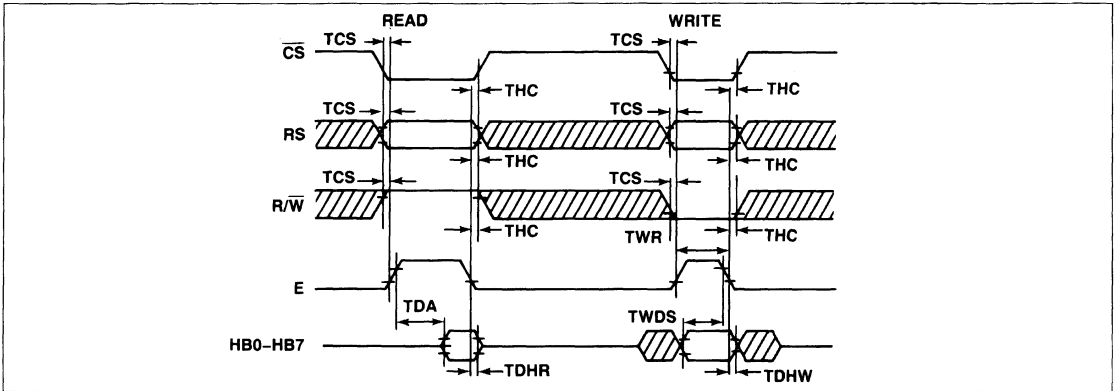 READ WRITE
TCS TCS
C̅S̅
THC THC
TCS TCS
RS
THC THC
TCS TCS
R/W̅
THC TWR THC
E
TDA TWDS
HB0–HB7
TDHR TDHW